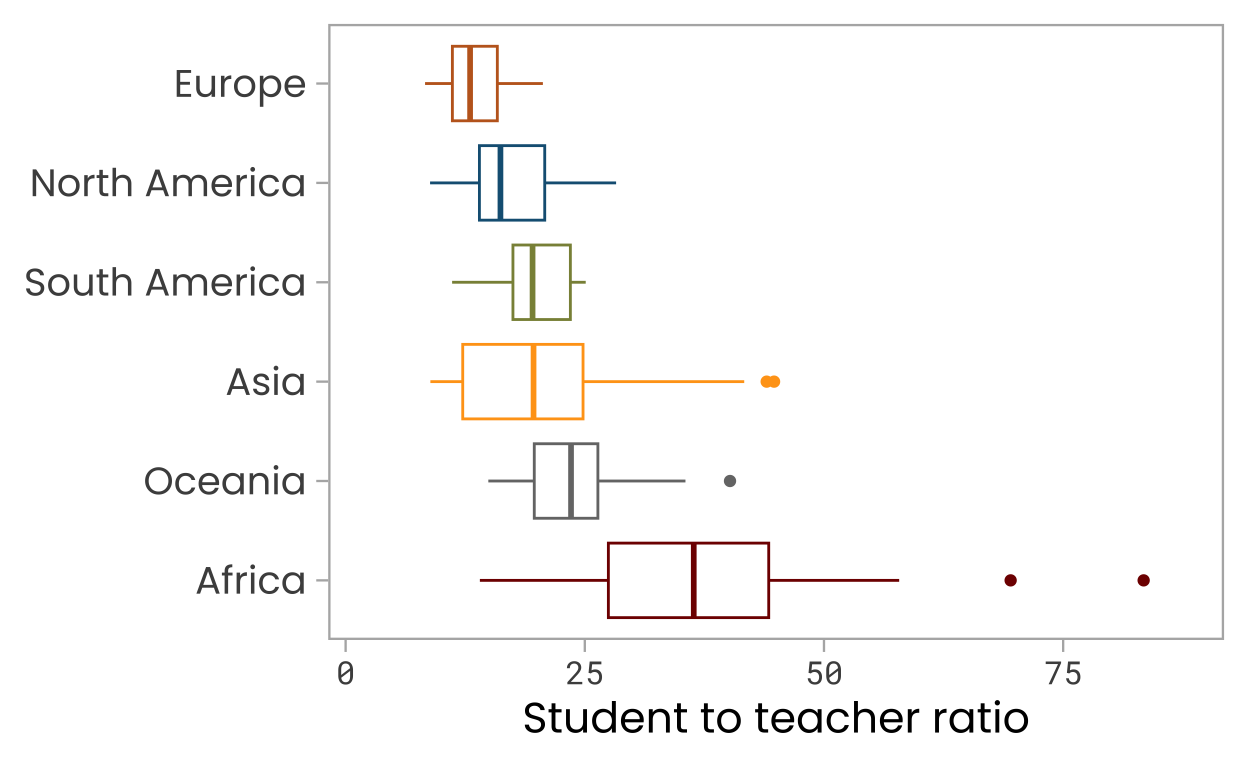 Europe
North America
South America
Asia
Oceania
Africa
0 25 50 75
Student to teacher ratio